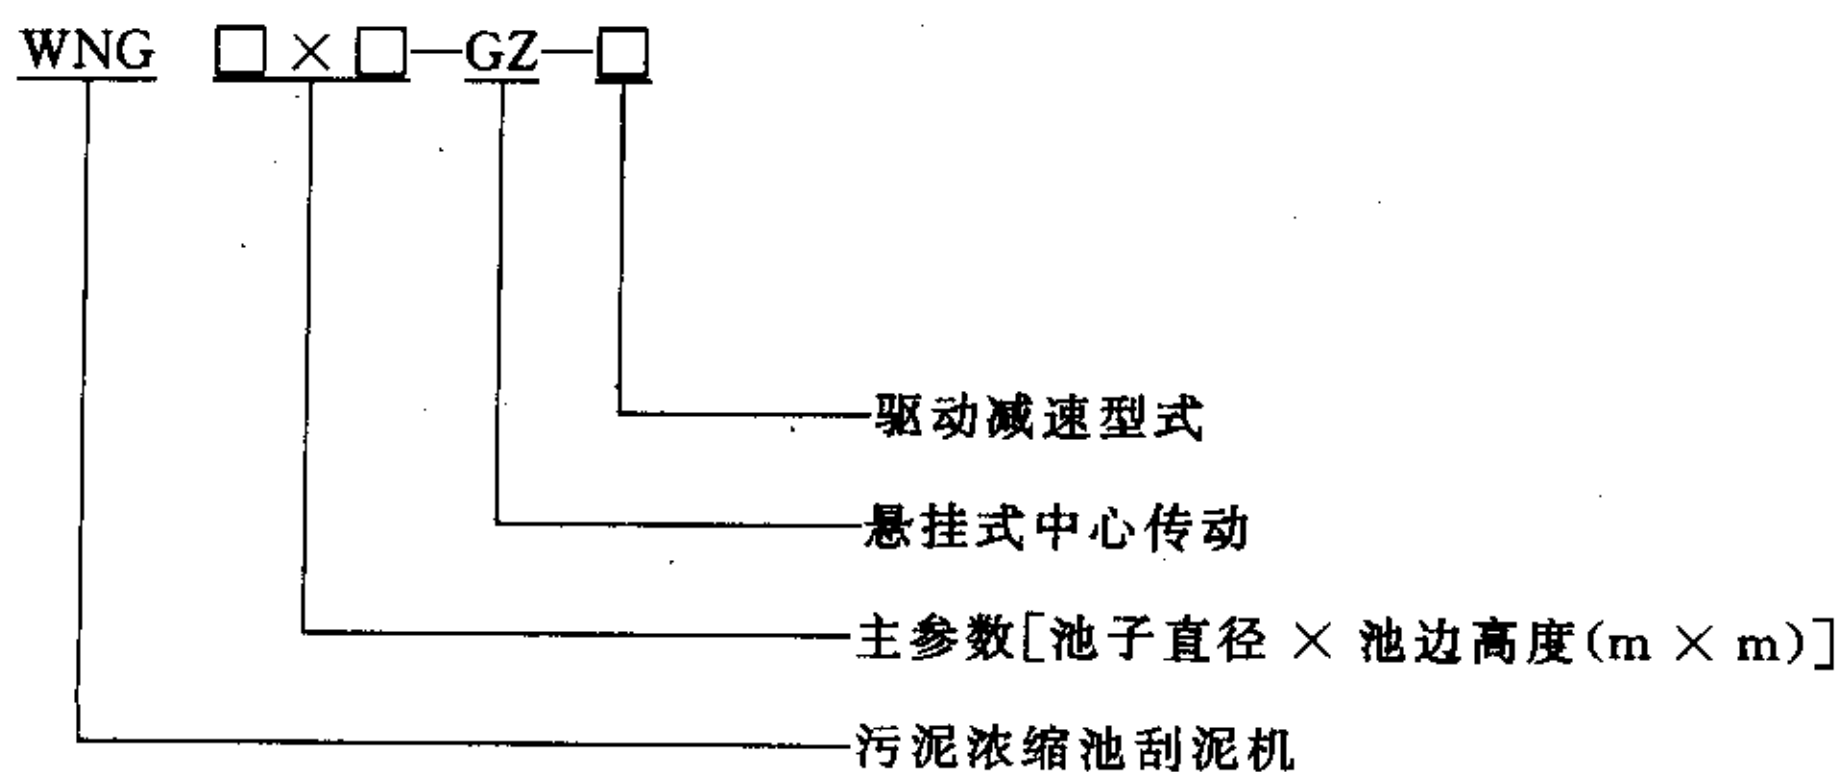 WNG □×□—GZ—□
驱动减速型式
悬挂式中心传动
主参数[池子直径 × 池边高度(m × m)]
污泥浓缩池刮泥机